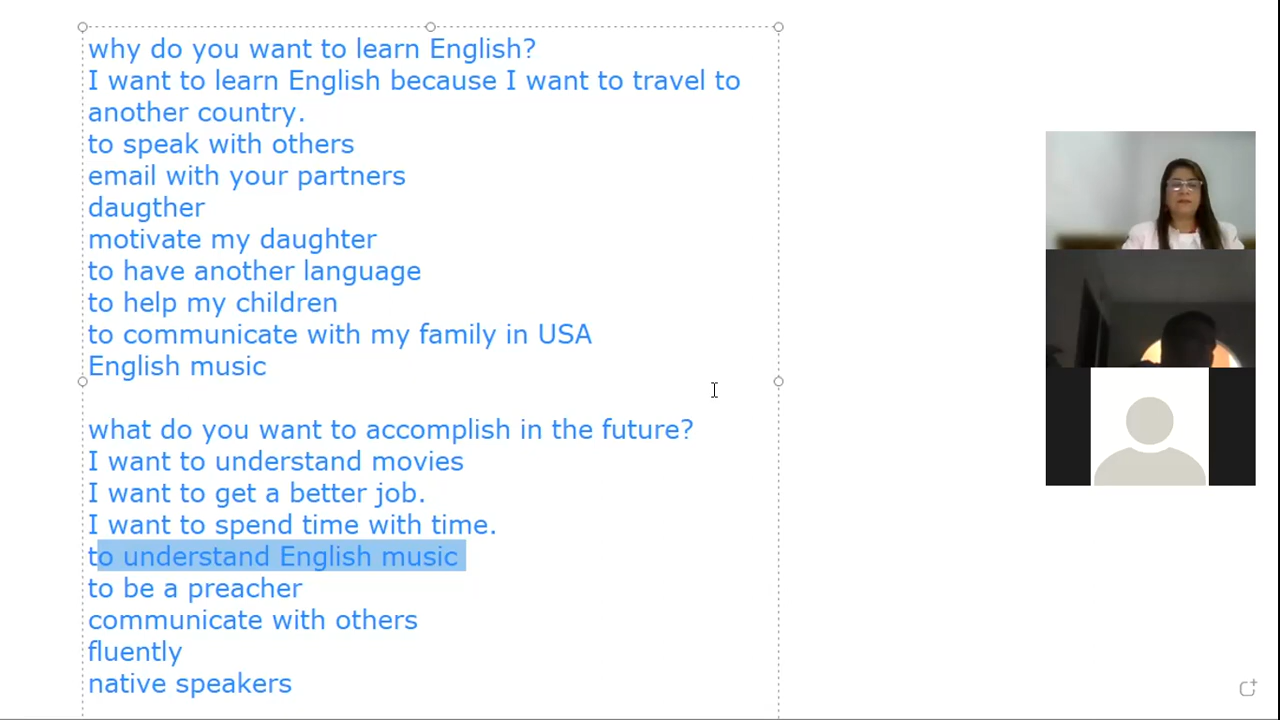 why do you want to learn English?
I want to learn English because I want to travel to
another country.
to speak with others
email with your partners
daugther
motivate my daughter
to have another language
to help my children
to communicate with my family in USA
English music
what do you want to accomplish in the future?
I want to understand movies
I want to get a better job.
I want to spend time with time.
to understand English music
to be a preacher
communicate with others
fluently
native speakers